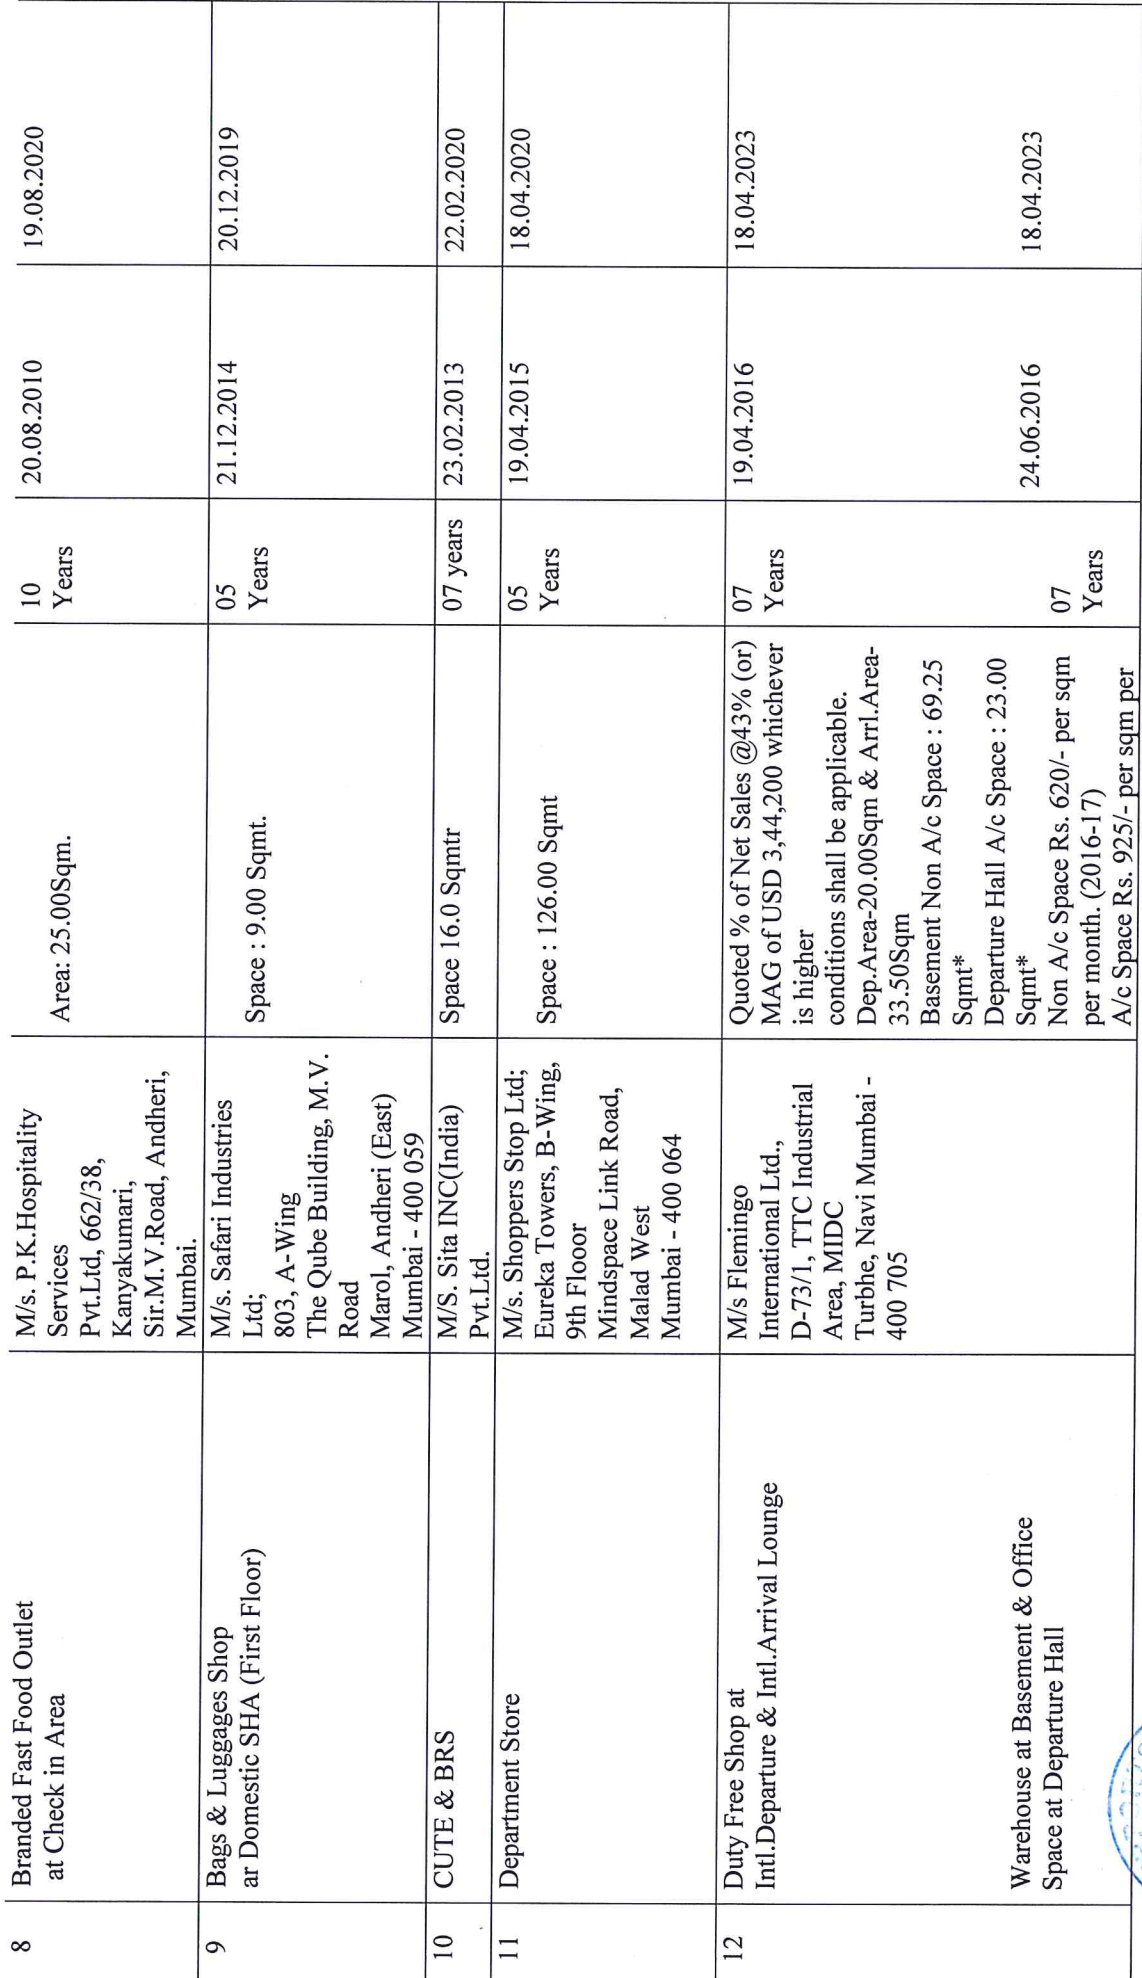 8
Branded Fast Food Outlet
at Check in Area
M/s. P.K.Hospitality
Services
Pvt.Ltd, 662/38,
Kanyakumari,
Sir.M.V.Road, Andheri,
Mumbai.
Area: 25.00Sqm.
10
Years
20.08.2010
19.08.2020
9
Bags & Luggages Shop
ar Domestic SHA (First Floor)
M/s. Safari Industries
Ltd;
803, A-Wing
The Qube Building, M.V.
Road
Marol, Andheri (East)
Mumbai - 400 059
Space : 9.00 Sqmt.
05
Years
21.12.2014
20.12.2019
10
CUTE & BRS
M/S. Sita INC(India)
Pvt.Ltd.
Space 16.0 Sqmtr
07 years
23.02.2013
22.02.2020
11
Department Store
M/s. Shoppers Stop Ltd;
Eureka Towers, B-Wing,
9th Flooor
Mindspace Link Road,
Malad West
Mumbai - 400 064
Space : 126.00 Sqmt
05
Years
19.04.2015
18.04.2020
12
Duty Free Shop at
Intl.Departure & Intl.Arrival Lounge
Warehouse at Basement & Office
Space at Departure Hall
M/s Flemingo
International Ltd.,
D-73/1, TTC Industrial
Area, MIDC
Turbhe, Navi Mumbai -
400 705
Quoted % of Net Sales @43% (or)
MAG of USD 3,44,200 whichever
is higher
conditions shall be applicable.
Dep.Area-20.00Sqm & Arrl.Area-
33.50Sqm
Basement Non A/c Space : 69.25
Sqmt*
Departure Hall A/c Space : 23.00
Sqmt*
Non A/c Space Rs. 620/- per sqm
per month. (2016-17)
A/c Space Rs. 925/- per sqm per
07
Years
07
Years
19.04.2016
24.06.2016
18.04.2023
18.04.2023